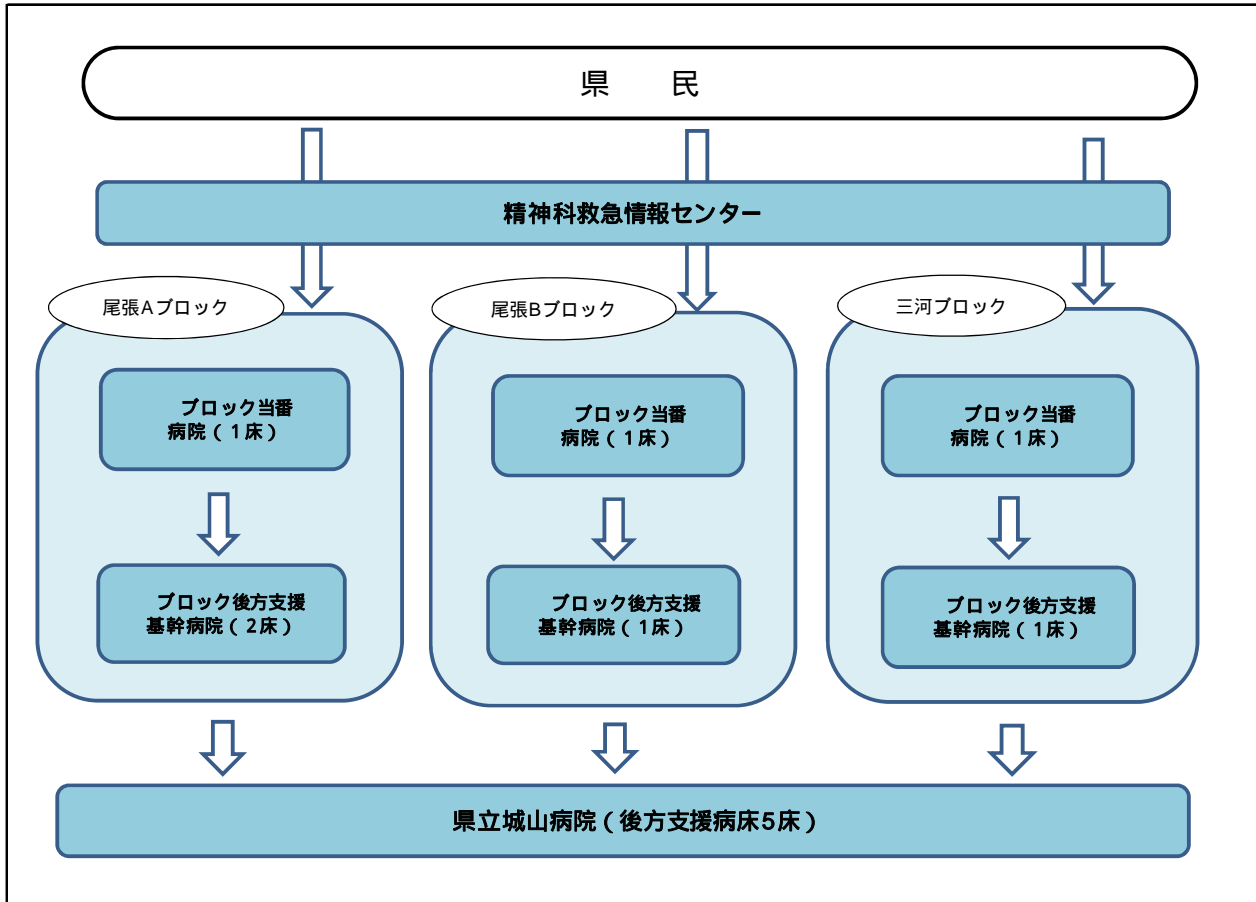 県　　民
精神科救急情報センター
尾張Aブロック
ブロック当番
病院（1床）
ブロック後方支援
基幹病院（2床）
尾張Bブロック
ブロック当番
病院（1床）
ブロック後方支援
基幹病院（1床）
三河ブロック
ブロック当番
病院（1床）
ブロック後方支援
基幹病院（1床）
県立城山病院（後方支援病床5床）